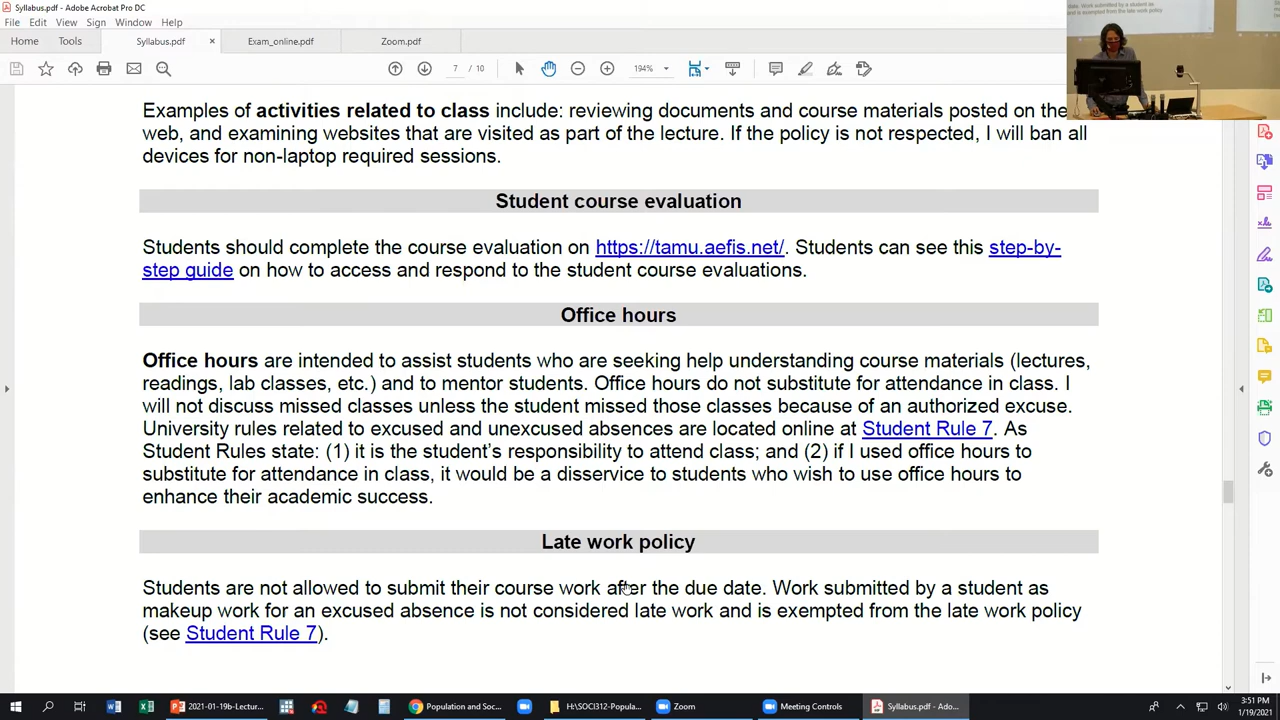 Syllabus.pdf - Adobe Acrobat Pro DC
File Edit View Sign Window Help
Home Tools Syllabus.pdf × Exam_online.pdf Zoom.pdf
7 / 10 194%
Examples of activities related to class include: reviewing documents and course materials posted on the
web, and examining websites that are visited as part of the lecture. If the policy is not respected, I will ban all
devices for non-laptop required sessions.
Student course evaluation
Students should complete the course evaluation on https://tamu.aefis.net/. Students can see this step-by-
step guide on how to access and respond to the student course evaluations.
Office hours
Office hours are intended to assist students who are seeking help understanding course materials (lectures,
readings, lab classes, etc.) and to mentor students. Office hours do not substitute for attendance in class. I
will not discuss missed classes unless the student missed those classes because of an authorized excuse.
University rules related to excused and unexcused absences are located online at Student Rule 7. As
Student Rules state: (1) it is the student's responsibility to attend class; and (2) if I used office hours to
substitute for attendance in class, it would be a disservice to students who wish to use office hours to
enhance their academic success.
Late work policy
Students are not allowed to submit their course work after the due date. Work submitted by a student as
makeup work for an excused absence is not considered late work and is exempted from the late work policy
(see Student Rule 7).
date. Work submitted by a student as
and is exempted from the late work policy
2021-01-19b-Lectur... Population and Soc... H:\SOCI312-Popula... Zoom Meeting Controls Syllabus.pdf - Ado...
3:51 PM
1/19/2021